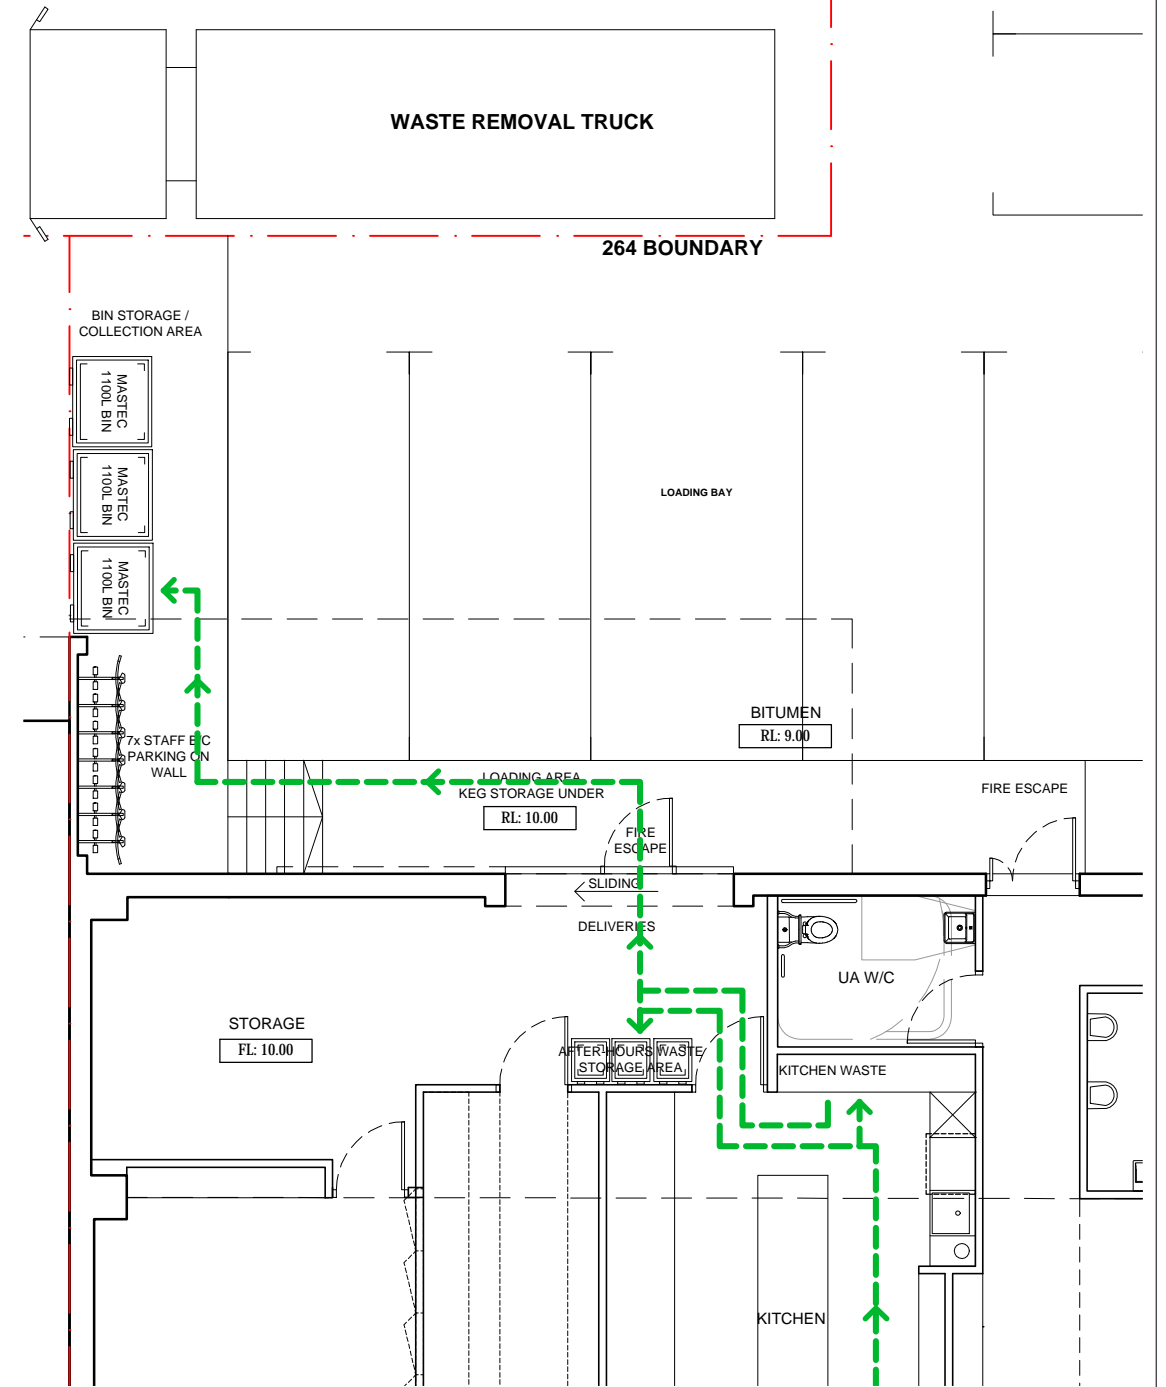 WASTE REMOVAL TRUCK
264 BOUNDARY
BIN STORAGE /
COLLECTION AREA
MASTEC
1100L BIN
MASTEC
1100L BIN
MASTEC
1100L BIN
LOADING BAY
BITUMEN
RL: 9.00
7x STAFF B/C
PARKING ON
WALL
LOADING AREA
KEG STORAGE UNDER
RL: 10.00
FIRE ESCAPE
FIRE
ESCAPE
SLIDING
DELIVERIES
UA W/C
STORAGE
FL: 10.00
AFTER-HOURS WASTE
STORAGE AREA
KITCHEN WASTE
KITCHEN